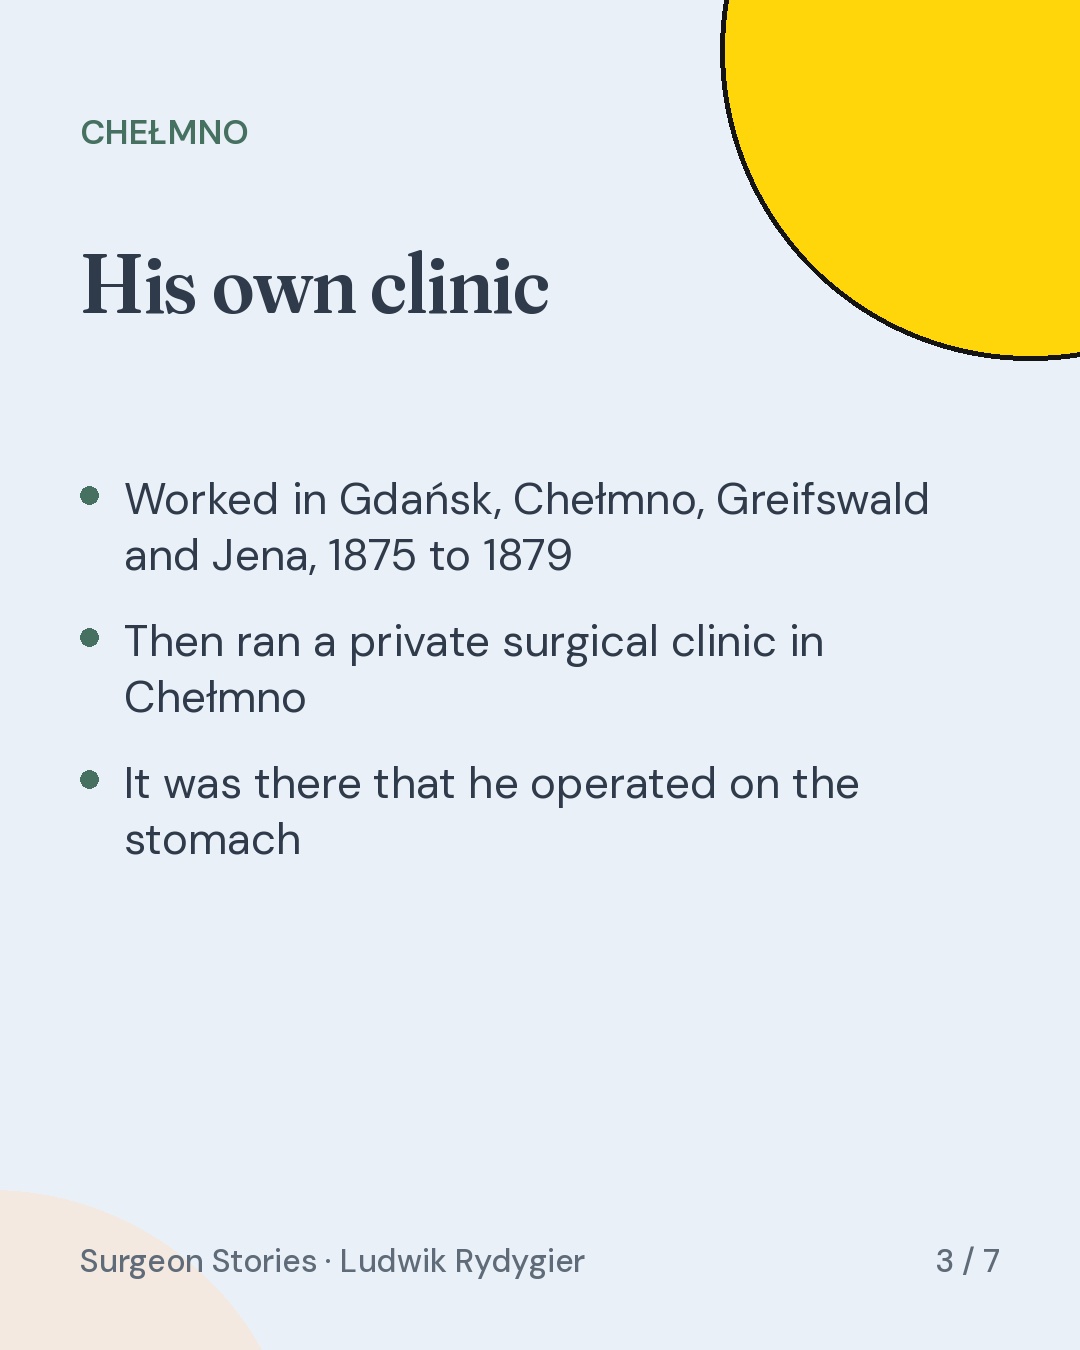 CHEŁMNO
His own clinic
Worked in Gdańsk, Chełmno, Greifswald
and Jena, 1875 to 1879
Then ran a private surgical clinic in
Chełmno
It was there that he operated on the
stomach
Surgeon Stories · Ludwik Rydygier
3 / 7